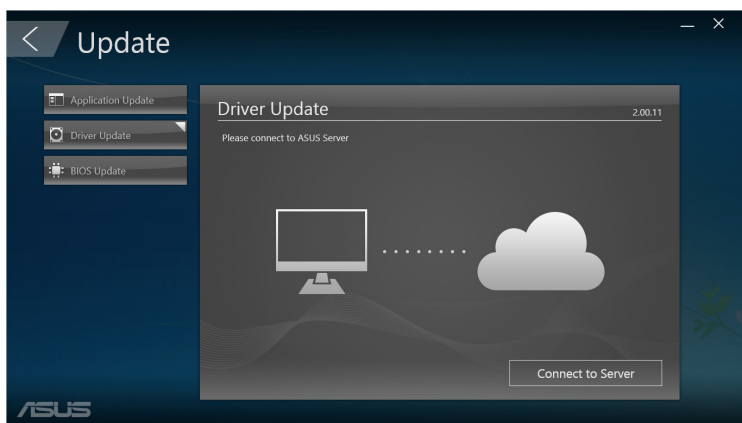 Update
Application Update
Driver Update
BIOS Update
Driver Update
2.00.11
Please connect to ASUS Server
Connect to Server
ASUS